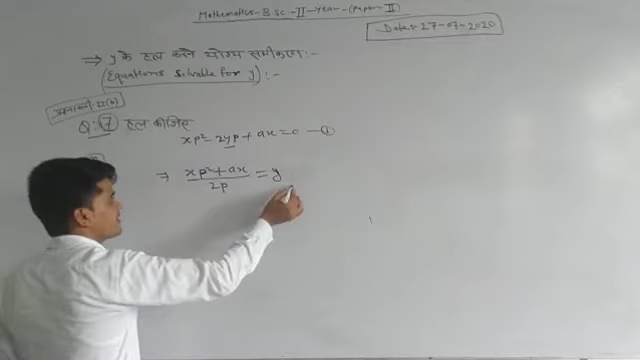 Mathematics-B.Sc-II-Year-(Paper-II)
Date:-27-07-2020
⇒ y के हल करने योग्य समीकरण:-
(Equations Solvable for y) :-
प्रश्नावली
Q.7 हल कीजिए
xp² - 2yp + ax = 0 —①
⇒ xp² + ax / 2p = y